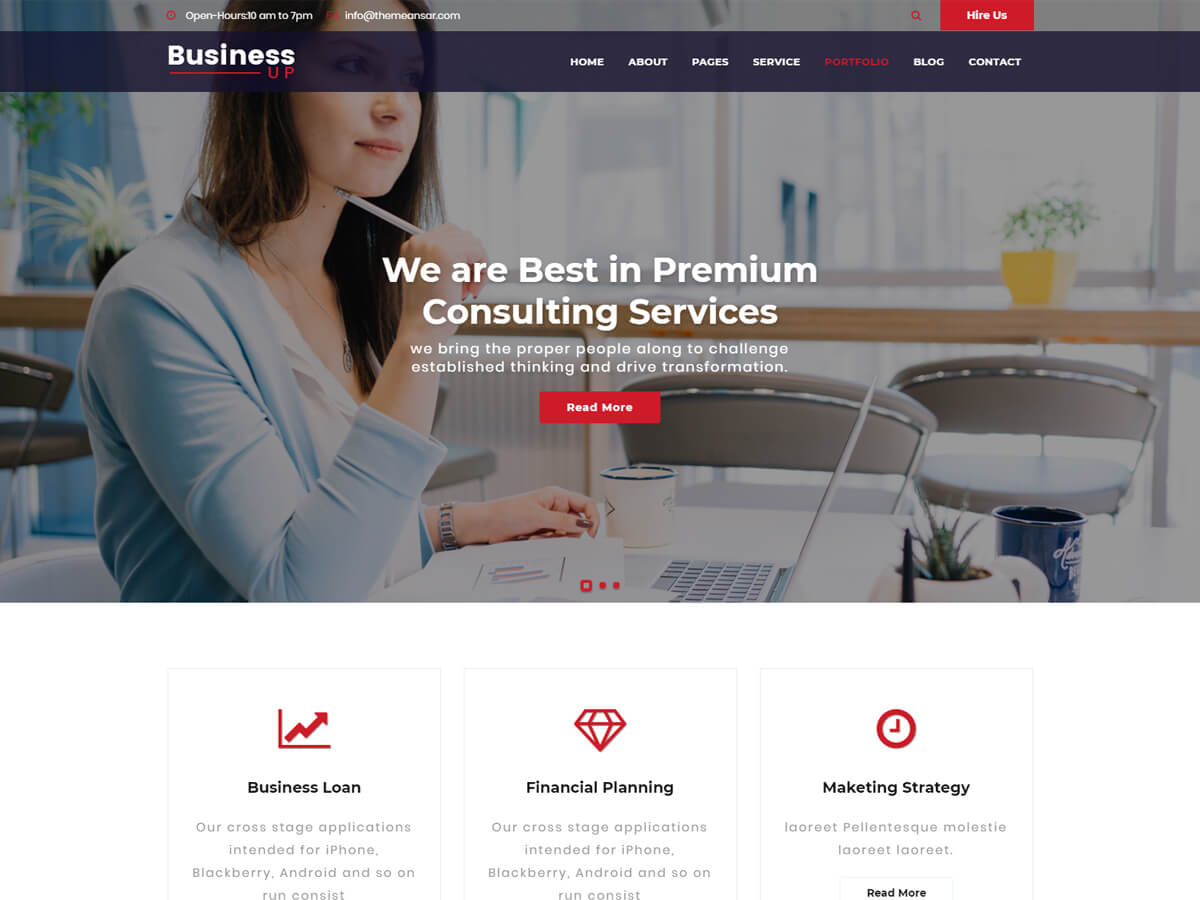 Open-Hours:10 am to 7pm info@themeansar.com
Hire Us
Business
UP
HOME ABOUT PAGES SERVICE PORTFOLIO BLOG CONTACT
We are Best in Premium
Consulting Services
we bring the proper people along to challenge
established thinking and drive transformation.
Read More
Business Loan
Our cross stage applications
intended for iPhone,
Blackberry, Android and so on
run consist
Financial Planning
Our cross stage applications
intended for iPhone,
Blackberry, Android and so on
run consist
Maketing Strategy
laoreet Pellentesque molestie
laoreet laoreet.
Read More